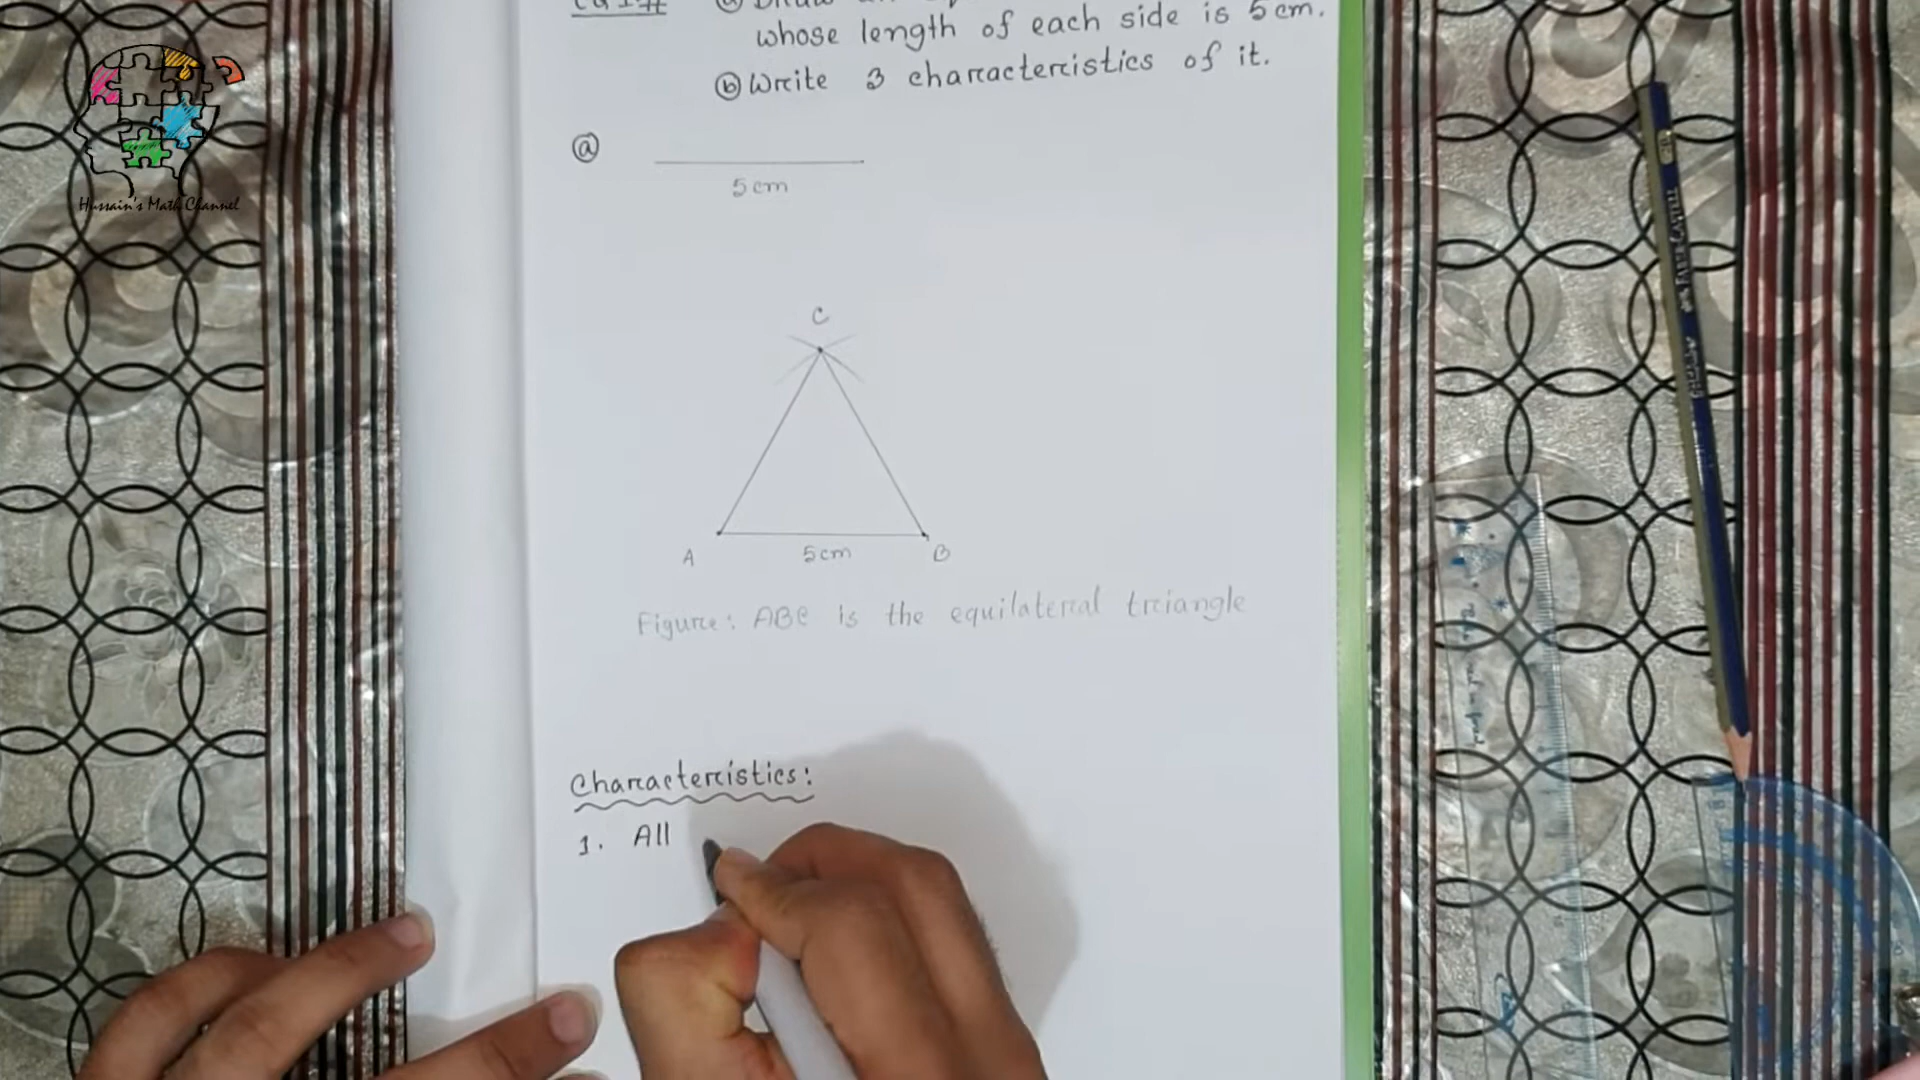 whose length of each side is 5cm.
ⓑ Write 3 characteristics of it.
ⓐ
5cm
Hussain's Math Channel
C
A
5cm
B
Figure: ABC is the equilateral triangle
Characteristics:
1. All